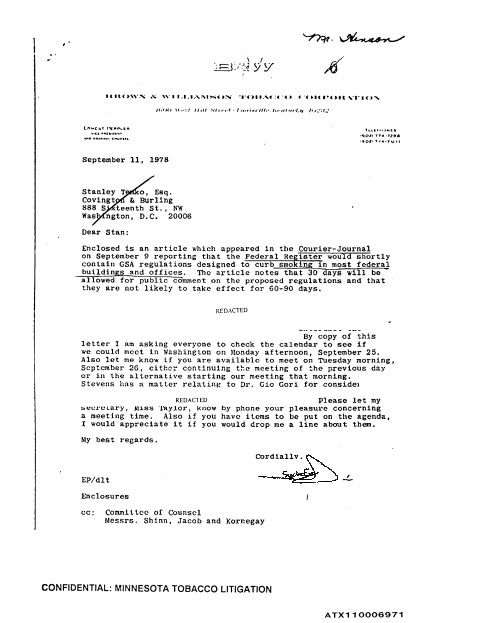 Mr. Hinson
BROWN & WILLIAMSON TOBACCO CORPORATION
1600 West Hill Street · Louisville, Kentucky 40232
ERNEST PEPPLES
VICE PRESIDENT
AND GENERAL COUNSEL
TELEPHONES
September 11, 1978
Stanley Temko, Esq.
Covington & Burling
888 Sixteenth St., NW
Washington, D.C. 20006
Dear Stan:
Enclosed is an article which appeared in the Courier-Journal
on September 9 reporting that the Federal Register would shortly
contain GSA regulations designed to curb smoking in most federal
buildings and offices. The article notes that 30 days will be
allowed for public comment on the proposed regulations and that
they are not likely to take effect for 60-90 days.
REDACTED
By copy of this
letter I am asking everyone to check the calendar to see if
we could meet in Washington on Monday afternoon, September 25.
Also let me know if you are available to meet on Tuesday morning,
September 26, either continuing the meeting of the previous day
or in the alternative starting our meeting that morning.
Stevens has a matter relating to Dr. Gio Gori for consider
REDACTED Please let my
secretary, Miss Taylor, know by phone your pleasure concerning
a meeting time. Also if you have items to be put on the agenda,
I would appreciate it if you would drop me a line about them.
My best regards.
Cordially,
EP/dlt
Enclosures
cc: Committee of Counsel
Messrs. Shinn, Jacob and Kornegay
CONFIDENTIAL: MINNESOTA TOBACCO LITIGATION
ATX110006971